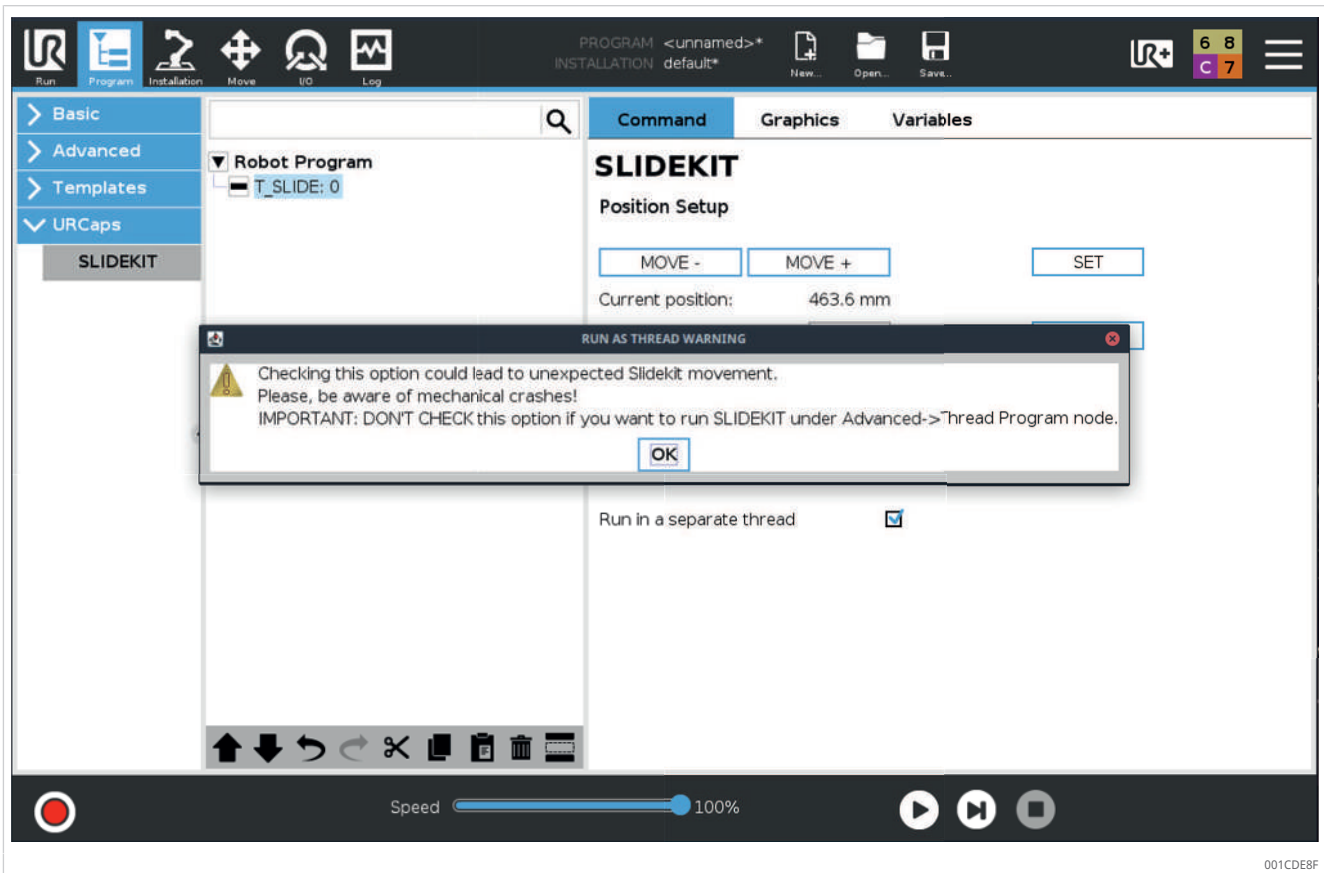 PROGRAM <unnamed>*
INSTALLATION default*
Run Program Installation Move I/O Log
New... Open... Save...
UR+
6 8
C 7
Basic
Advanced
Templates
URCaps
SLIDEKIT
Robot Program
T_SLIDE: 0
Command Graphics Variables
SLIDEKIT
Position Setup
MOVE - MOVE + SET
Current position: 463.6 mm
RUN AS THREAD WARNING
Checking this option could lead to unexpected Slidekit movement.
Please, be aware of mechanical crashes!
IMPORTANT: DON'T CHECK this option if you want to run SLIDEKIT under Advanced->Thread Program node.
OK
Run in a separate thread
Speed 100%
001CDE8F